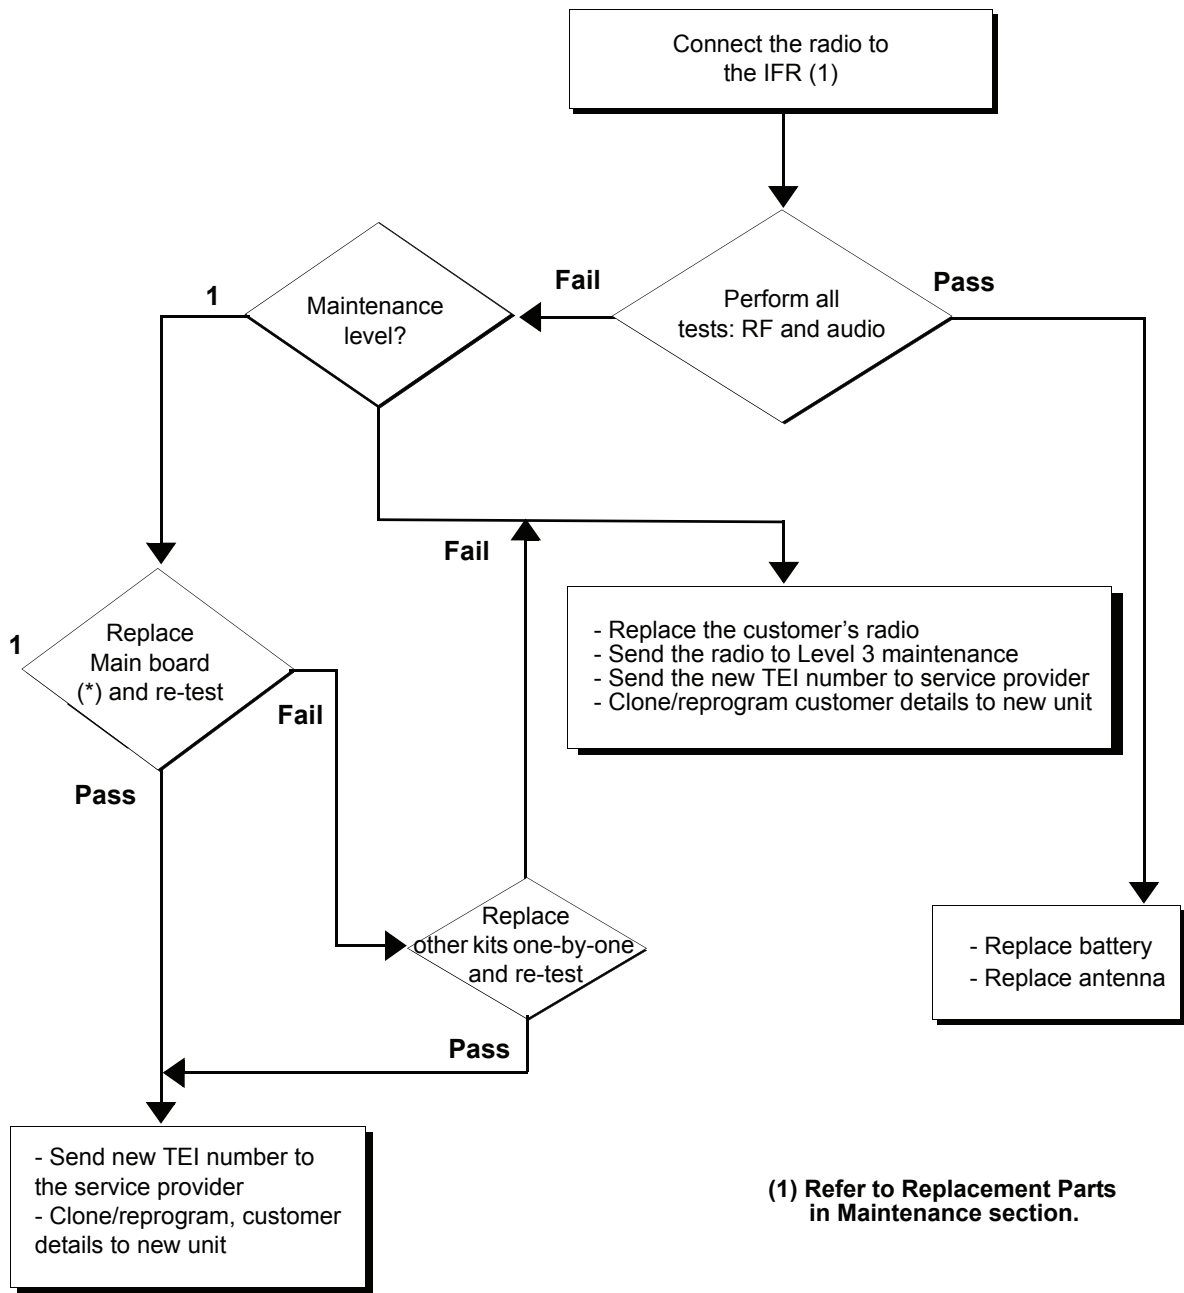 Connect the radio to
the IFR (1)
Fail
Pass
Perform all
tests: RF and audio
1
Maintenance
level?
Fail
- Replace the customer’s radio
- Send the radio to Level 3 maintenance
- Send the new TEI number to service provider
- Clone/reprogram customer details to new unit
1
Replace
Main board
(*) and re-test
Fail
Pass
Replace
other kits one-by-one
and re-test
- Replace battery
- Replace antenna
Pass
- Send new TEI number to
the service provider
- Clone/reprogram, customer
details to new unit
(1) Refer to Replacement Parts
in Maintenance section.